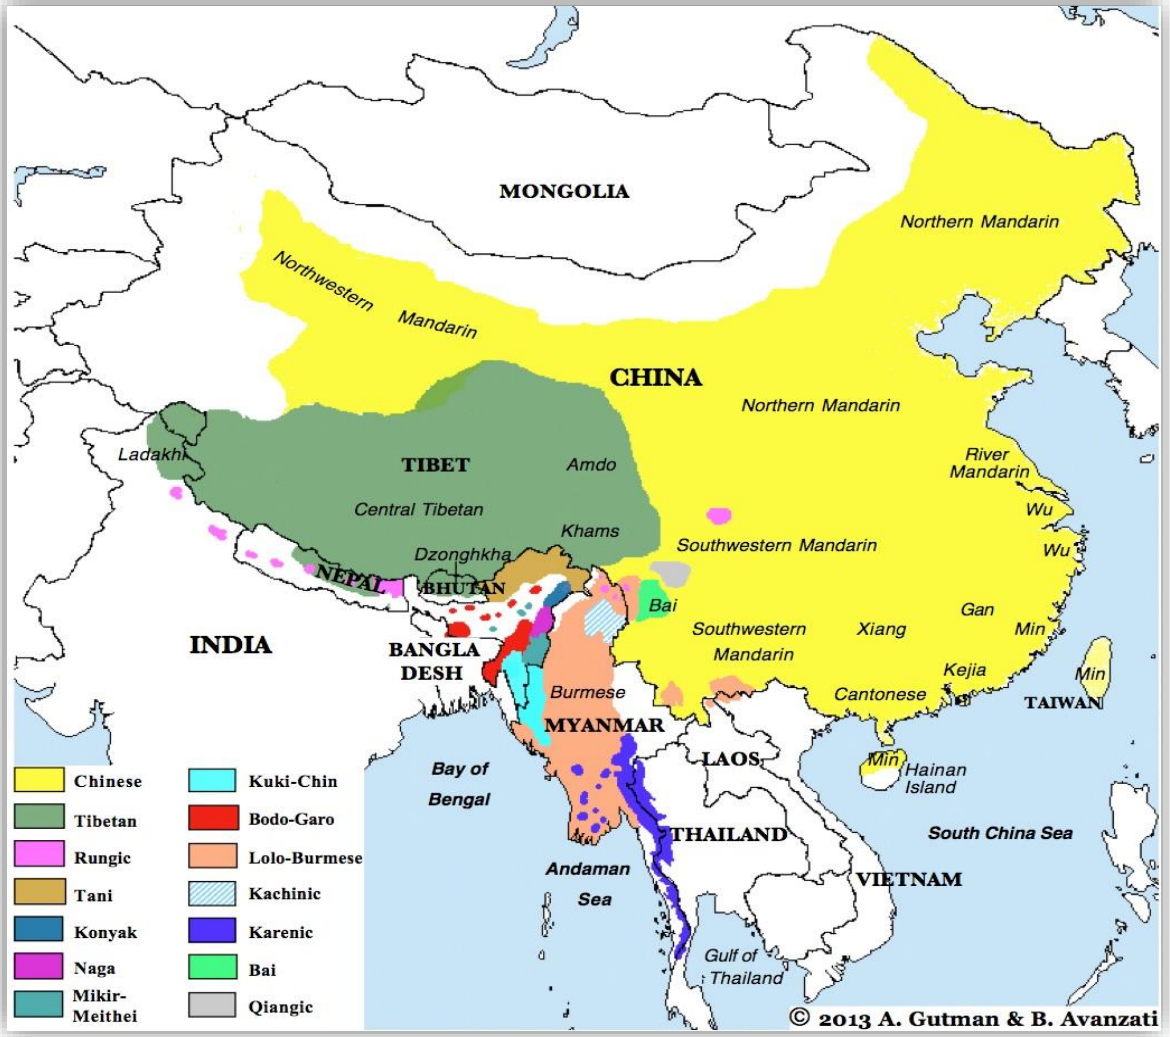 MONGOLIA
Northern Mandarin
Northwestern
Mandarin
CHINA
Northern Mandarin
Ladakhi
TIBET
Amdo
River
Mandarin
Central Tibetan
Wu
Khams
Southwestern Mandarin
Wu
Dzonghkha
NEPAL
BHUTAN
Bai
Gan
INDIA
BANGLA
DESH
Southwestern
Mandarin
Xiang
Min
Kejia
Min
TAIWAN
Burmese
Cantonese
MYANMAR
LAOS
Min
Hainan
Island
Bay of
Bengal
THAILAND
South China Sea
Andaman
Sea
VIETNAM
Gulf of
Thailand
Chinese
Tibetan
Rungic
Tani
Konyak
Naga
Mikir-
Meithei
Kuki-Chin
Bodo-Garo
Lolo-Burmese
Kachinic
Karenic
Bai
Qiangic
© 2013 A. Gutman & B. Avanzati